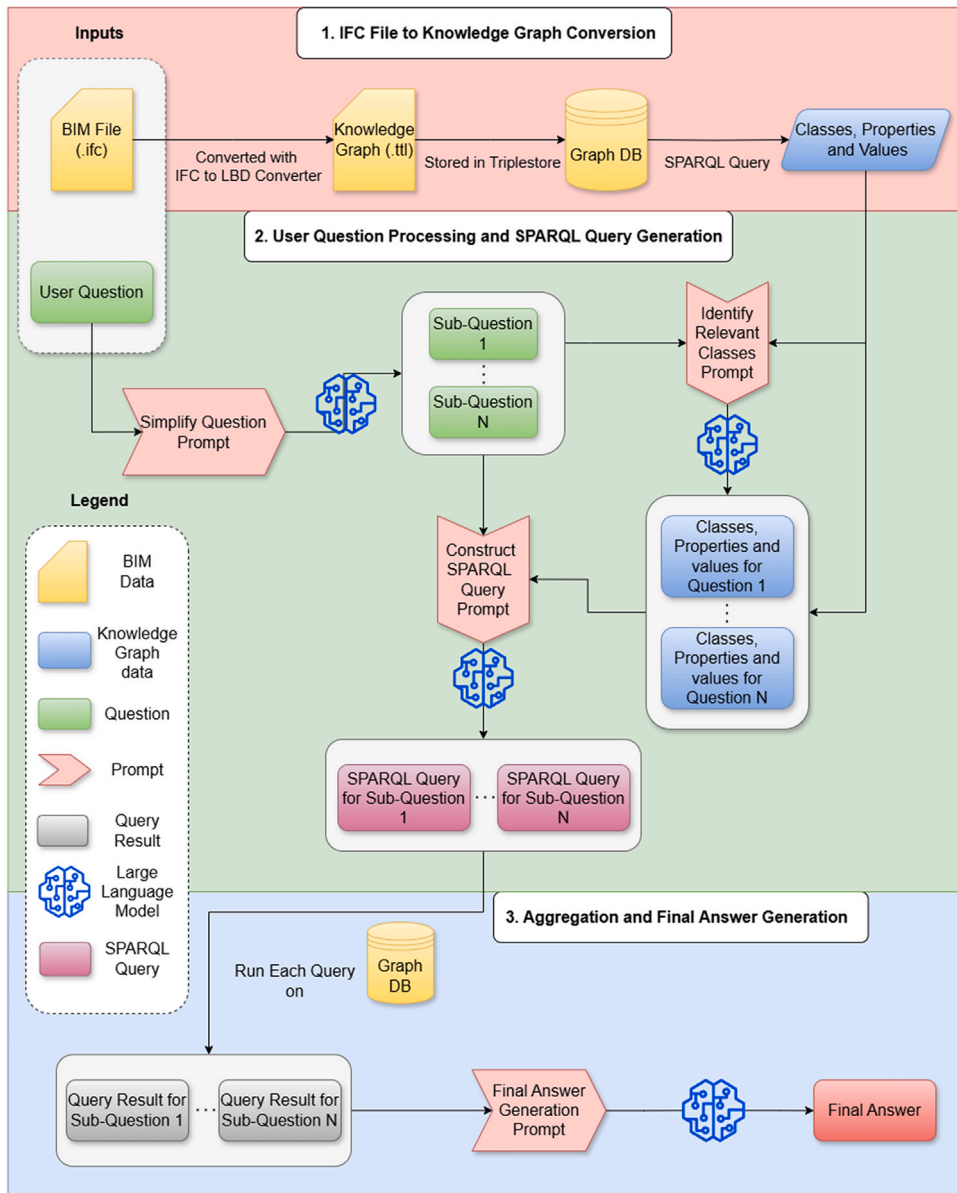 1. IFC File to Knowledge Graph Conversion
Inputs
BIM File
(.ifc)
Converted with
IFC to LBD Converter
Knowledge
Graph (.ttl)
Stored in Triplestore
Graph DB
SPARQL Query
Classes, Properties
and Values
2. User Question Processing and SPARQL Query Generation
User Question
Simplify Question
Prompt
Sub-Question
1
Sub-Question
N
Identify
Relevant
Classes
Prompt
Classes,
Properties and
values for
Question 1
Classes,
Properties and
values for
Question N
Construct
SPARQL
Query
Prompt
SPARQL Query
for Sub-Question
1
SPARQL Query
for Sub-Question
N
Legend
BIM
Data
Knowledge
Graph
data
Question
Prompt
Query
Result
Large
Language
Model
SPARQL
Query
3. Aggregation and Final Answer Generation
Run Each Query
on
Graph
DB
Query Result for
Sub-Question 1
Query Result for
Sub-Question N
Final Answer
Generation
Prompt
Final Answer